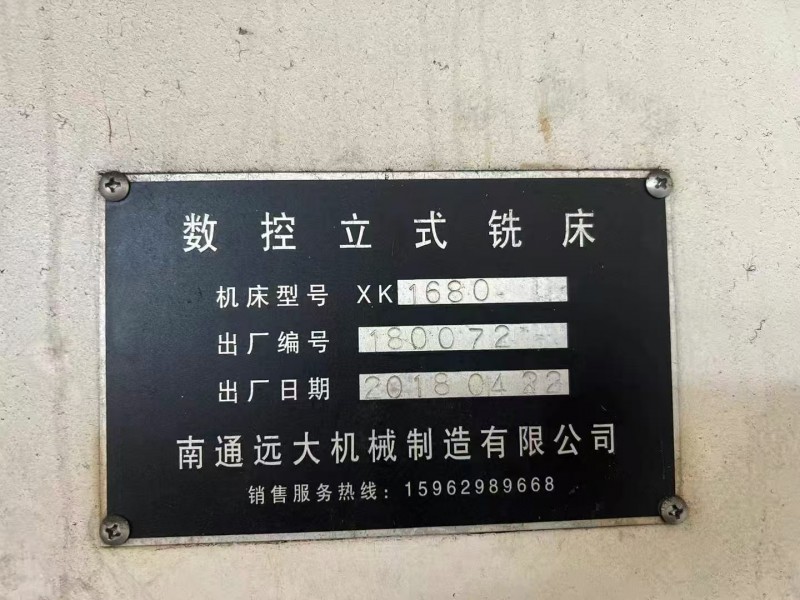 数控立式铣床
机床型号 XK1680
出厂编号 180072
出厂日期 2018 04 22
南通远大机械制造有限公司
销售服务热线：15962989668